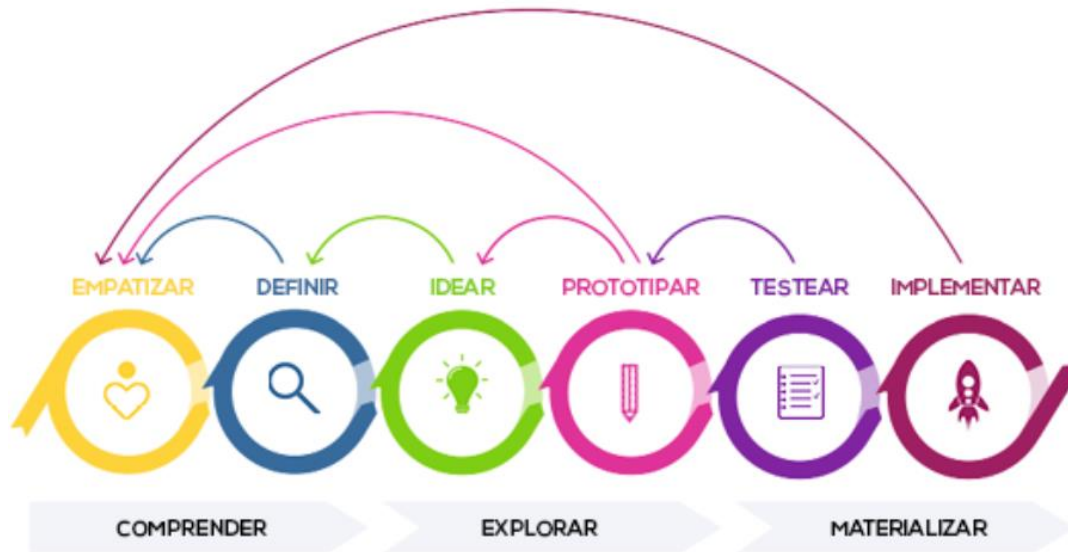 EMPATIZAR DEFINIR IDEAR PROTOTIPAR TESTEAR IMPLEMENTAR
COMPRENDER EXPLORAR MATERIALIZAR